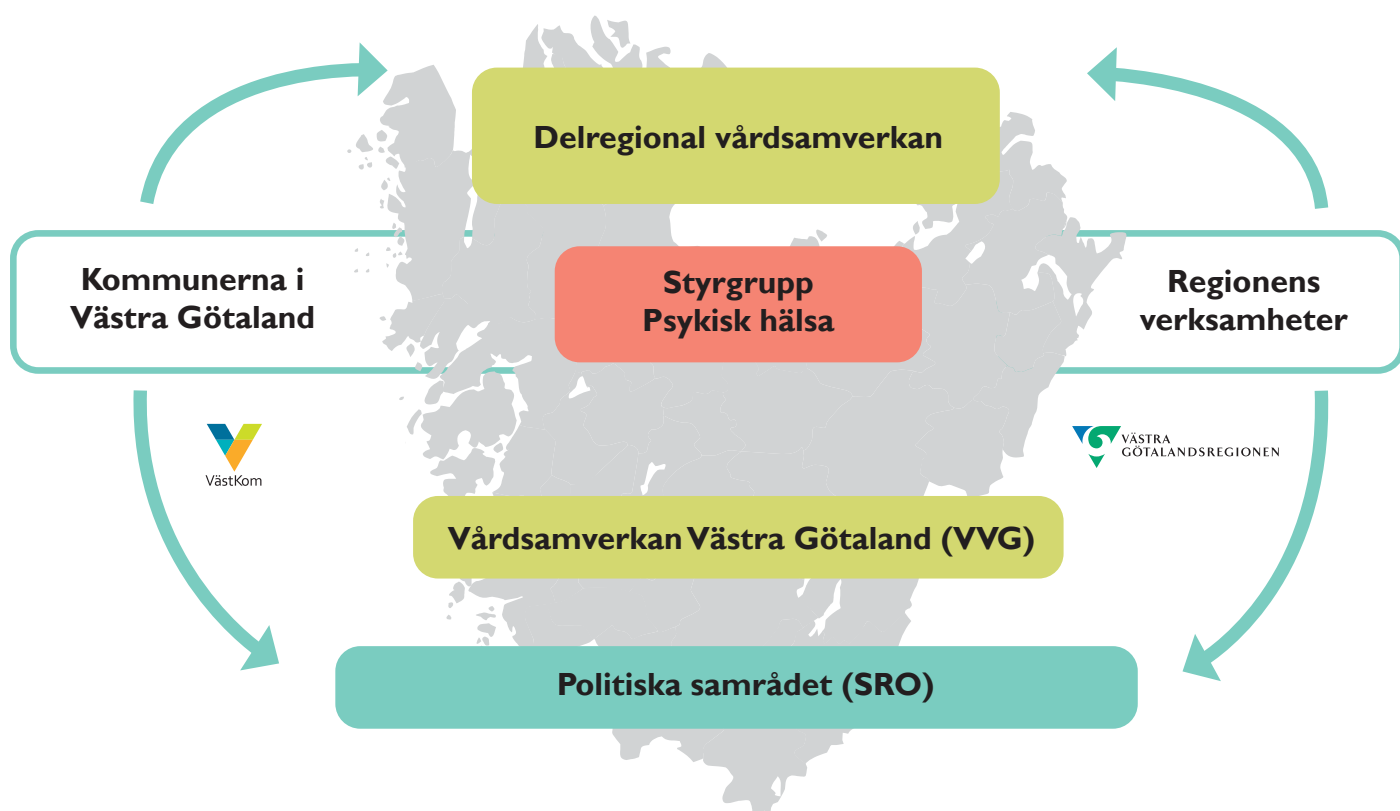 Delregional vårdsamverkan
Kommunerna i
Västra Götaland
Styrgrupp
Psykisk hälsa
Regionens
verksamheter
VästKom
VÄSTRA
GÖTALANDSREGIONEN
Vårdsamverkan Västra Götaland (VVG)
Politiska samrådet (SRO)